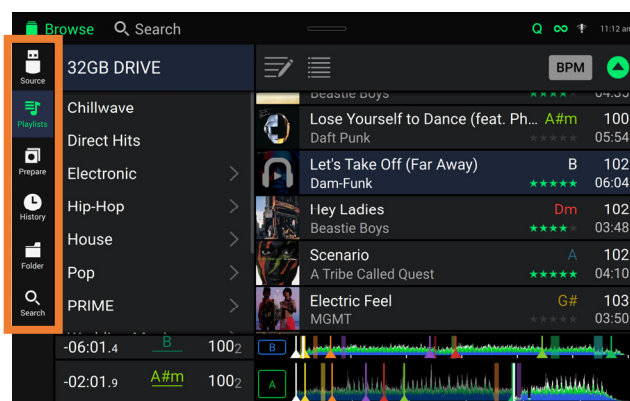 Browse Search Q 11:12 am
Source
Playlists
Prepare
History
Folder
Search
32GB DRIVE
Chillwave
Direct Hits
Electronic
Hip-Hop
House
Pop
PRIME
BPM
Beastie Boys 04:35
Lose Yourself to Dance (feat. Ph... A#m 100
Daft Punk 05:54
Let's Take Off (Far Away) B 102
Dam-Funk 06:04
Hey Ladies Dm 102
Beastie Boys 03:48
Scenario A 102
A Tribe Called Quest 04:10
Electric Feel G# 103
MGMT 03:50
-06:01.4 B 1002 B
-02:01.9 A#m 1002 A